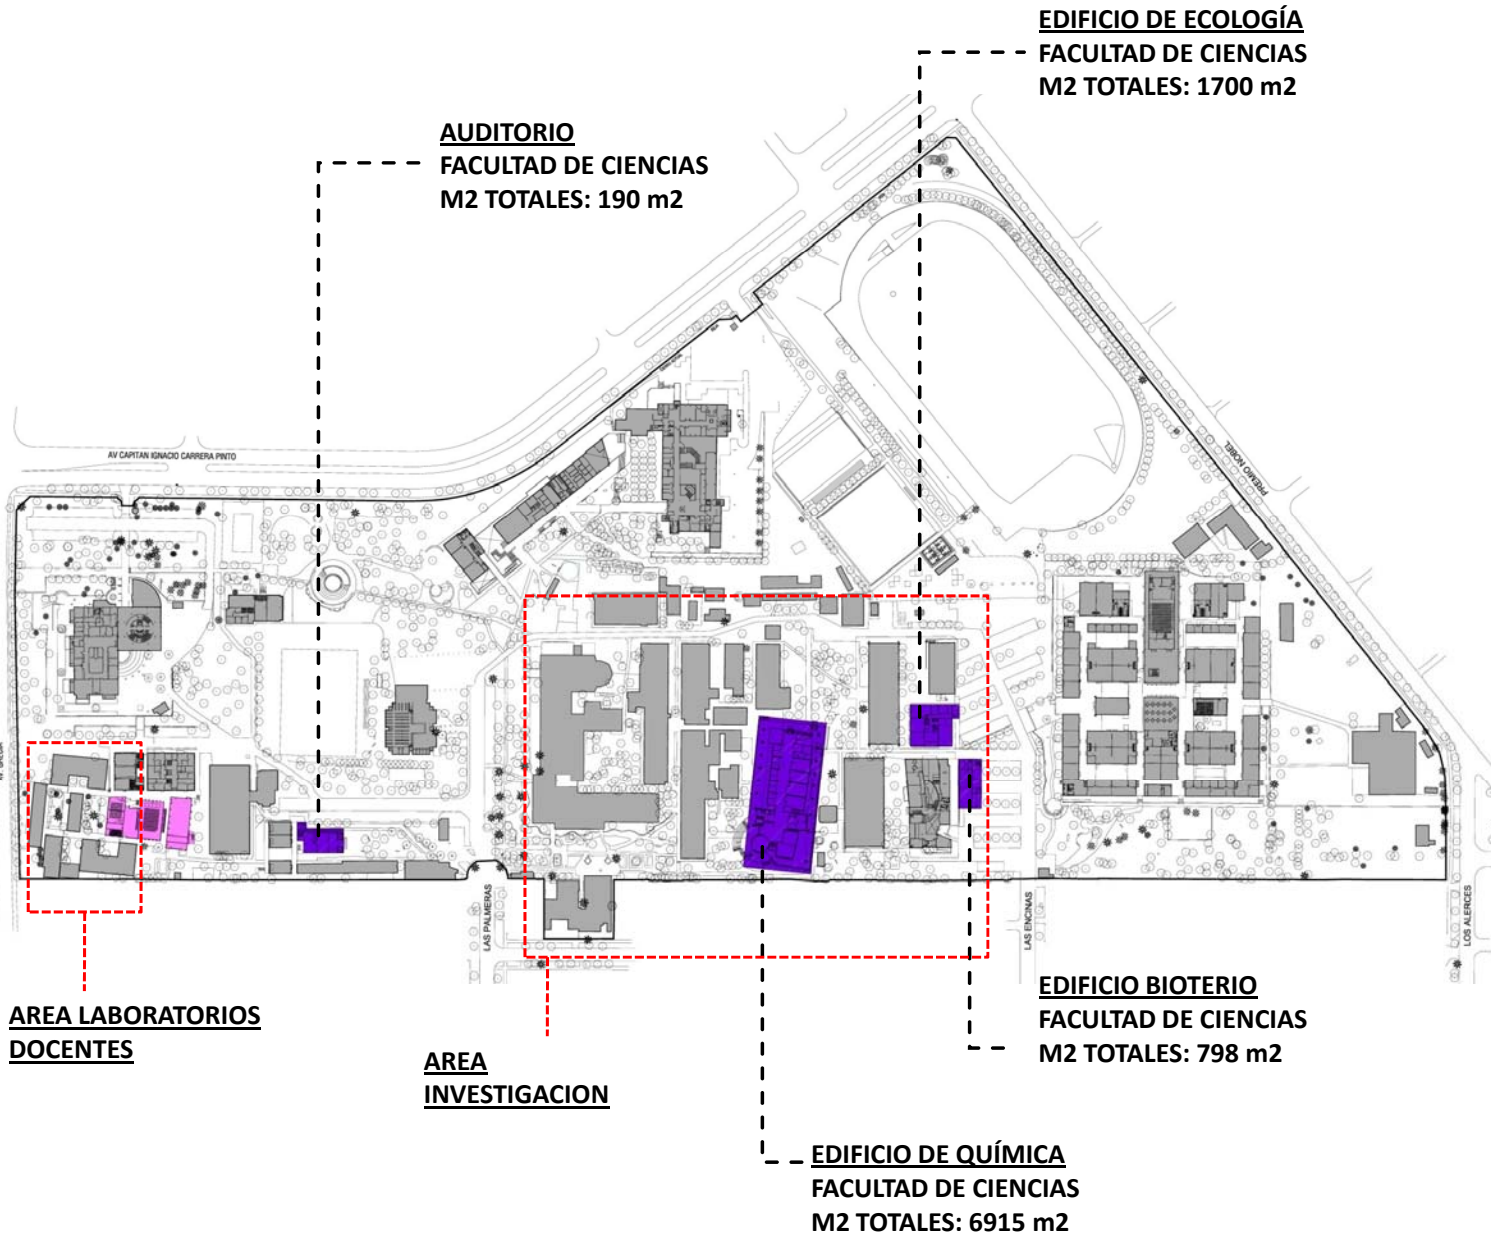 EDIFICIO DE ECOLOGÍA
FACULTAD DE CIENCIAS
M2 TOTALES: 1700 m2
AUDITORIO
FACULTAD DE CIENCIAS
M2 TOTALES: 190 m2
AV CAPITAN IGNACIO CARRERA PINTO
PREMIO NOBEL
LAS PALMERAS
LAS ENCINAS
LOS ALERCES
AREA LABORATORIOS
DOCENTES
AREA
INVESTIGACION
EDIFICIO BIOTERIO
FACULTAD DE CIENCIAS
M2 TOTALES: 798 m2
EDIFICIO DE QUÍMICA
FACULTAD DE CIENCIAS
M2 TOTALES: 6915 m2